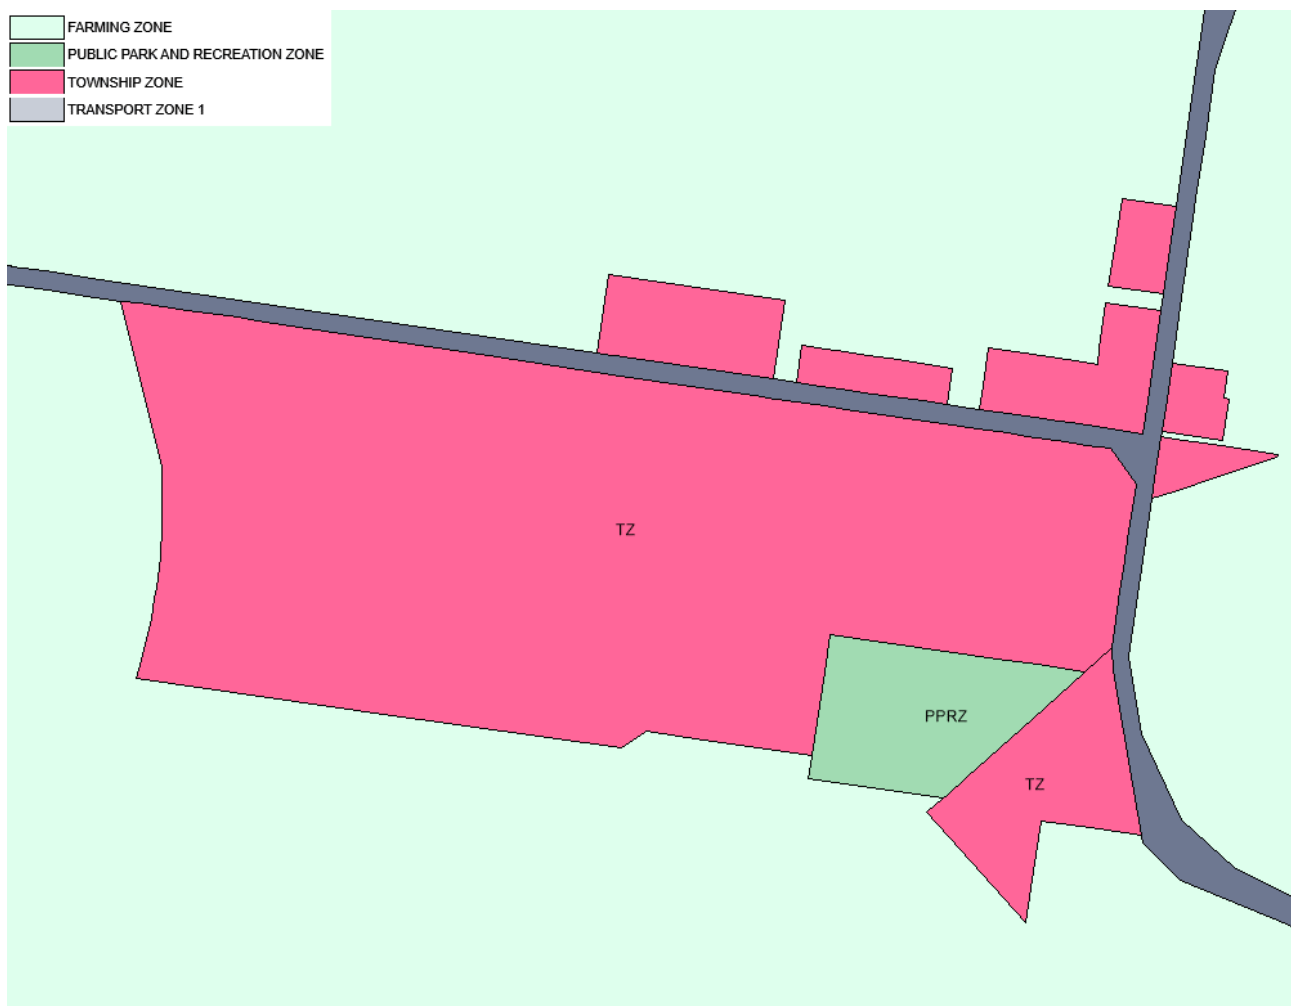 FARMING ZONE
PUBLIC PARK AND RECREATION ZONE
TOWNSHIP ZONE
TRANSPORT ZONE 1
TZ
PPRZ
TZ